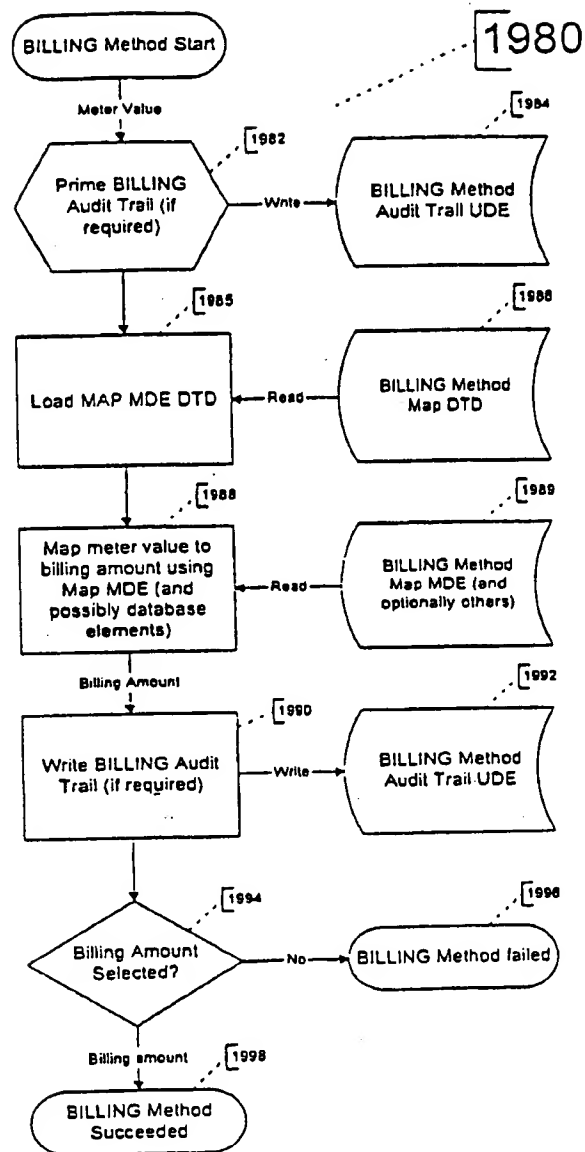 BILLING Method Start
1980
Meter Value
1982
1984
Prime BILLING
Audit Trail (if
required)
Write
BILLING Method
Audit Trail UDE
1985
1986
Load MAP MDE DTD
Read
BILLING Method
Map DTD
1988
1989
Map meter value to
billing amount using
Map MDE (and
possibly database
elements)
Read
BILLING Method
Map MDE (and
optionally others)
Billing Amount
1990
1992
Write BILLING Audit
Trail (if required)
Write
BILLING Method
Audit Trail UDE
1994
1996
Billing Amount
Selected?
No
BILLING Method failed
Billing amount
1998
BILLING Method
Succeeded